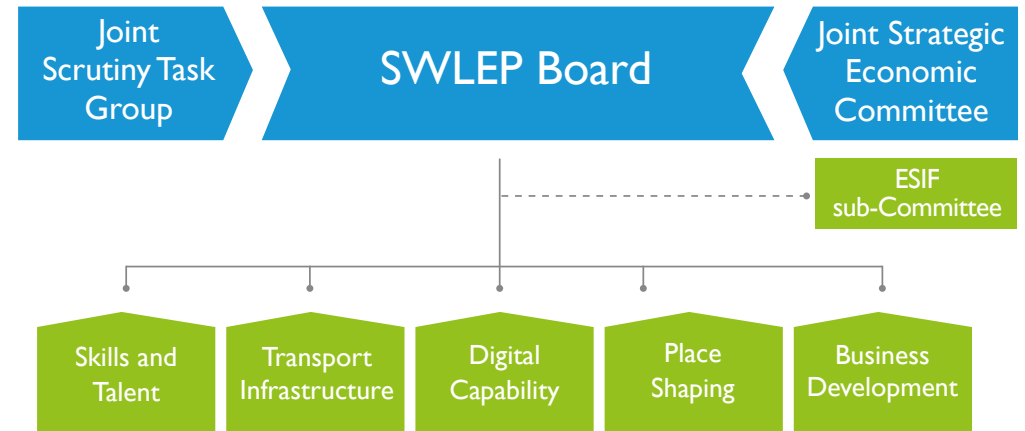 Joint
Scrutiny Task
Group
SWLEP Board
Joint Strategic
Economic
Committee
ESIF
sub-Committee
Skills and
Talent
Transport
Infrastructure
Digital
Capability
Place
Shaping
Business
Development